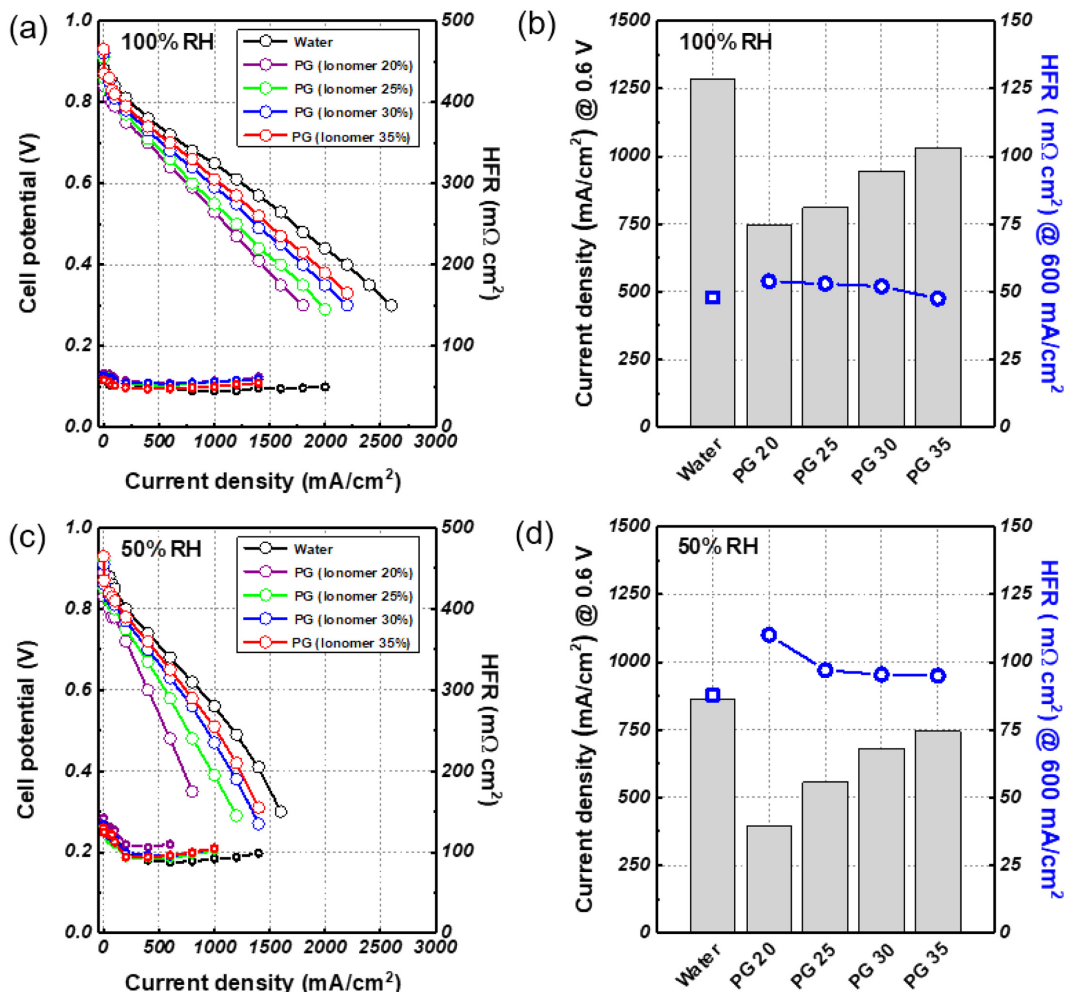 (a)
100% RH
Water
PG (Ionomer 20%)
PG (Ionomer 25%)
PG (Ionomer 30%)
PG (Ionomer 35%)
Cell potential (V)
1.0
0.8
0.6
0.4
0.2
0.0
HFR (mΩ cm²)
500
400
300
200
100
0
0 500 1000 1500 2000 2500 3000
Current density (mA/cm²)
(b)
100% RH
Current density (mA/cm²) @ 0.6 V
1500
1250
1000
750
500
250
0
HFR ( mΩ cm²) @ 600 mA/cm²
150
125
100
75
50
25
0
Water PG 20 PG 25 PG 30 PG 35
(c)
50% RH
Water
PG (Ionomer 20%)
PG (Ionomer 25%)
PG (Ionomer 30%)
PG (Ionomer 35%)
Cell potential (V)
1.0
0.8
0.6
0.4
0.2
0.0
HFR (mΩ cm²)
500
400
300
200
100
0
0 500 1000 1500 2000 2500 3000
Current density (mA/cm²)
(d)
50% RH
Current density (mA/cm²) @ 0.6 V
1500
1250
1000
750
500
250
0
HFR ( mΩ cm²) @ 600 mA/cm²
150
125
100
75
50
25
0
Water PG 20 PG 25 PG 30 PG 35